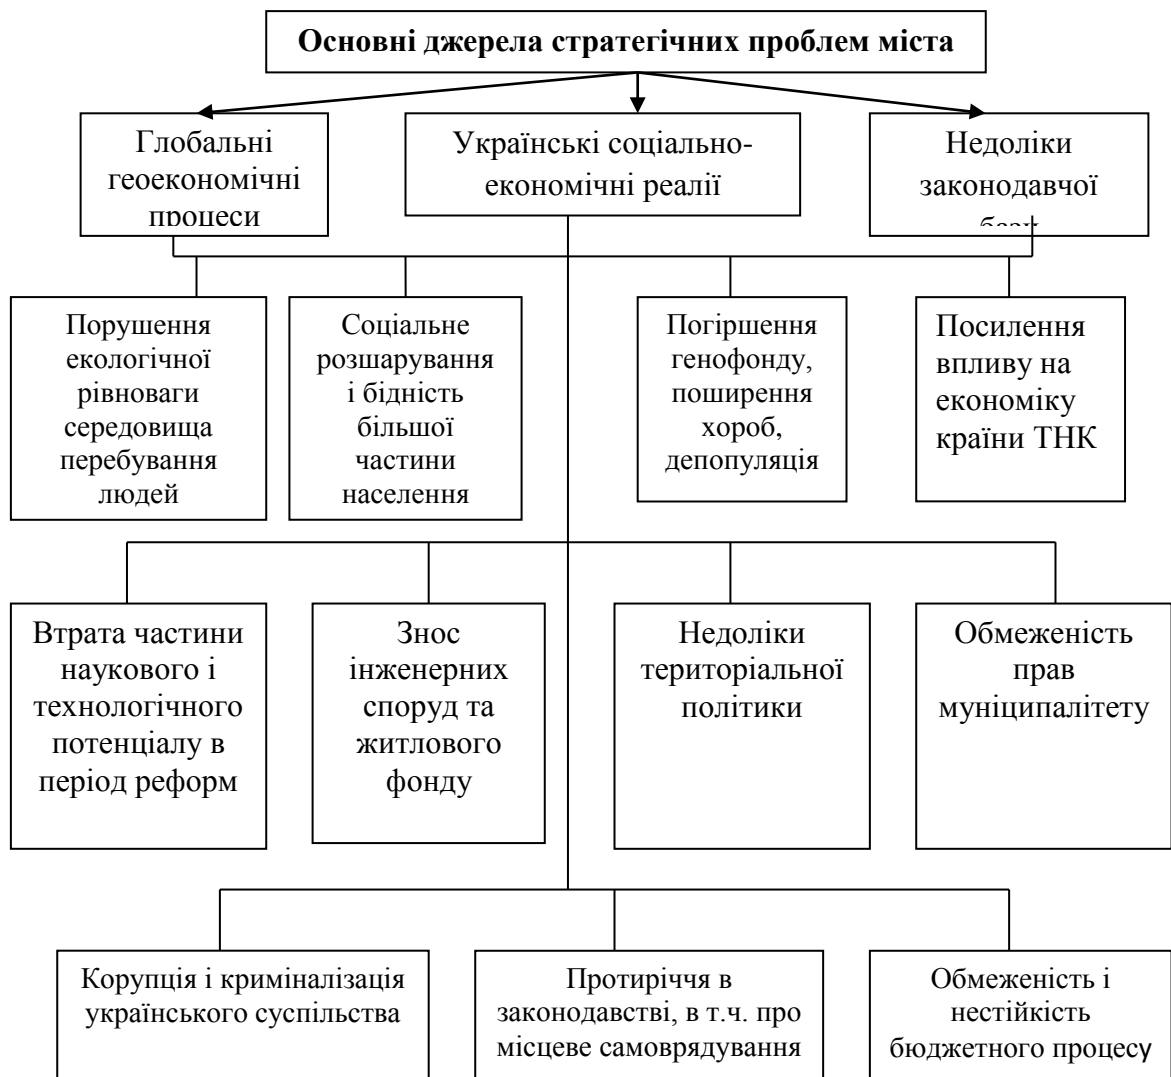 Основні джерела стратегічних проблем міста
Глобальні
геоекономічні
процеси
Українські соціально-
економічні реалії
Недоліки
законодавчої
бази
Порушення
екологічної
рівноваги
середовища
перебування
людей
Соціальне
розшарування
і бідність
більшої
частини
населення
Погіршення
генофонду,
поширення
хороб,
депопуляція
Посилення
впливу на
економіку
країни ТНК
Втрата частини
наукового і
технологічного
потенціалу в
період реформ
Знос
інженерних
споруд та
житлового
фонду
Недоліки
територіальної
політики
Обмеженість
прав
муніципалітету
Корупція і криміналізація
українського суспільства
Протиріччя в
законодавстві, в т.ч. про
місцеве самоврядування
Обмеженість і
нестійкість
бюджетного процесу